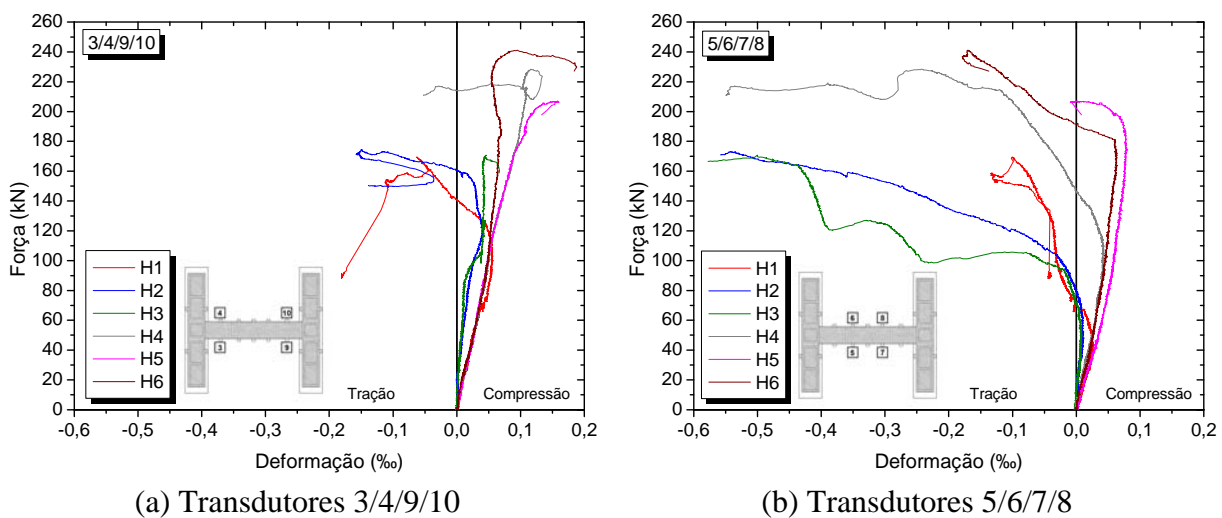 260
240
220
200
180
160
140
120
100
80
60
40
20
0
Força (kN)
3/4/9/10
H1
H2
H3
H4
H5
H6
4
10
3
9
Tração
Compressão
-0,6 -0,5 -0,4 -0,3 -0,2 -0,1 0,0 0,1 0,2
Deformação (‰)
(a) Transdutores 3/4/9/10
260
240
220
200
180
160
140
120
100
80
60
40
20
0
Força (kN)
5/6/7/8
H1
H2
H3
H4
H5
H6
6
8
5
7
Tração
Compressão
-0,6 -0,5 -0,4 -0,3 -0,2 -0,1 0,0 0,1 0,2
Deformação (‰)
(b) Transdutores 5/6/7/8